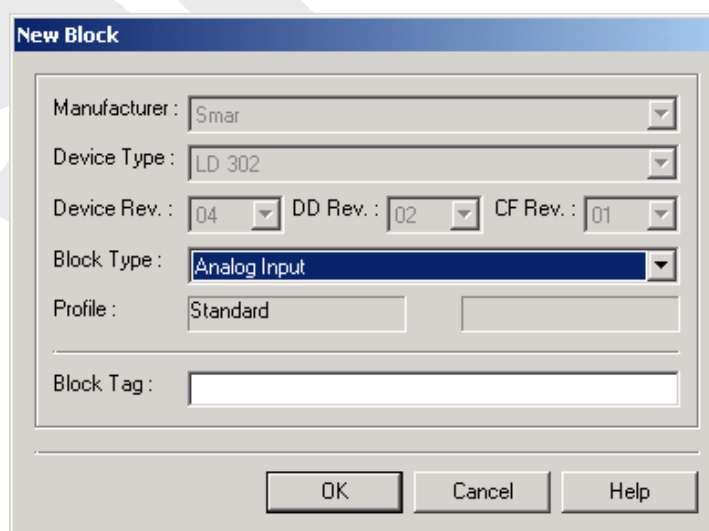 New Block
Manufacturer : Smar
Device Type : LD 302
Device Rev. : 04 DD Rev. : 02 CF Rev. : 01
Block Type : Analog Input
Profile : Standard
Block Tag :
OK Cancel Help